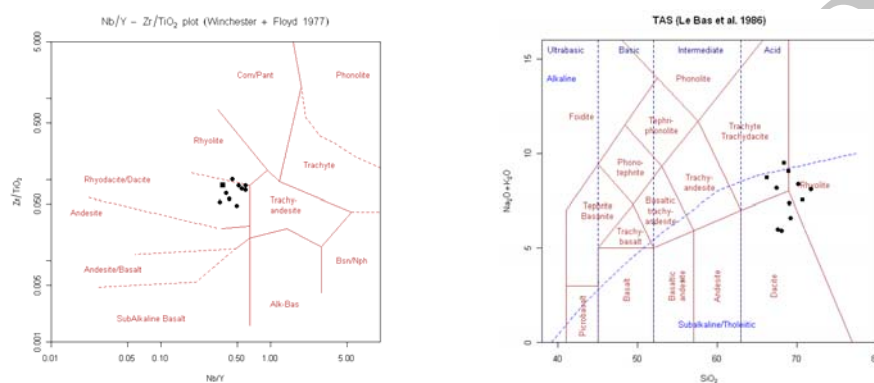 Nb/Y − Zr/TiO2 plot (Winchester + Floyd 1977)
5.000
0.500
0.050
0.005
0.001
Zr/TiO2
Com/Pant
Phonolite
Rhyolite
Trachyte
Rhyodacite/Dacite
Trachy-
andesite
Andesite
Andesite/Basalt
Bsn/Nph
SubAlkaline Basalt
Alk-Bas
0.01
0.05
0.10
0.50
1.00
5.00
Nb/Y
TAS (Le Bas et al. 1986)
15
10
5
0
Na2O + K2O
Ultrabasic
Basic
Intermediate
Acid
Alkaline
Phonolite
Foidite
Tephri-
phonolite
Trachyte
Trachydacite
Phono-
tephrite
Trachy-
andesite
Rhyolite
Tephrite
Basanite
Basaltic
trachy-
andesite
Trachy-
basalt
Picrobasalt
Basalt
Basaltic
andesite
Andesite
Dacite
Subalkaline/Tholeiitic
40
50
60
70
80
SiO2